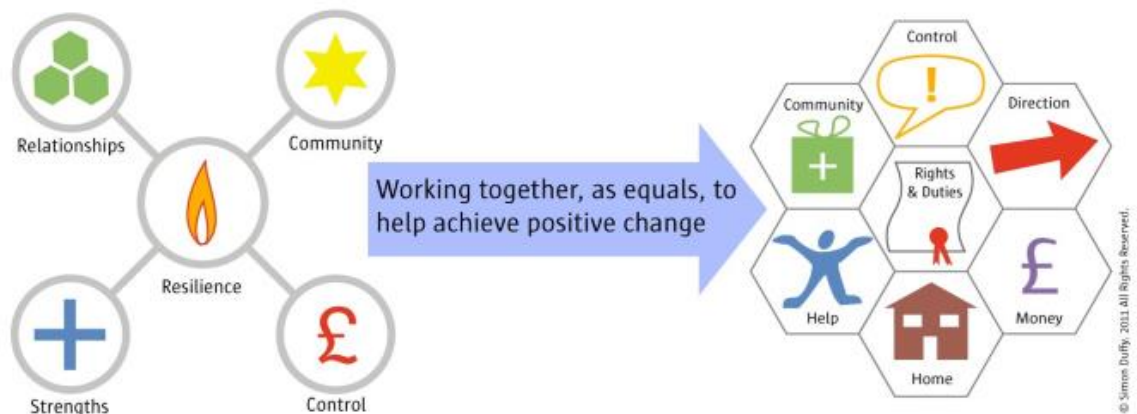 Relationships
Community
Resilience
Strengths
£
Control
Working together, as equals, to
help achieve positive change
Control
!
Community
+
Direction
Rights
& Duties
Help
£
Money
Home
© Simon Duffy, 2011 All Rights Reserved.